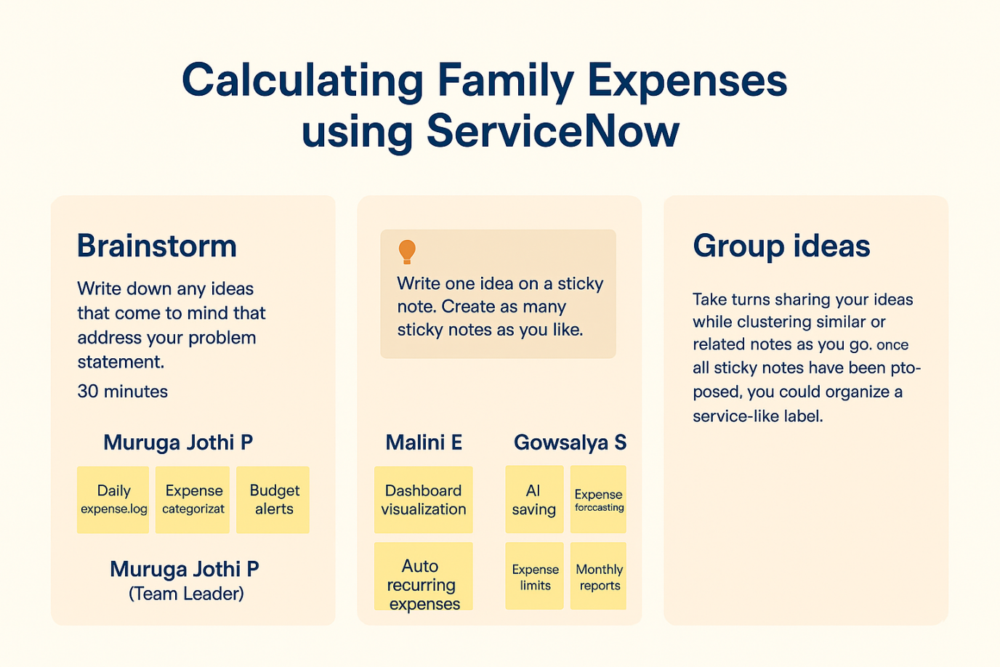 Calculating Family Expenses
using ServiceNow
Brainstorm
Write down any ideas
that come to mind that
address your problem
statement.
30 minutes
Muruga Jothi P
Daily
expense.log
Expense
categorizat
Budget
alerts
Muruga Jothi P
(Team Leader)
Write one idea on a sticky
note. Create as many
sticky notes as you like.
Malini E
Dashboard
visualization
Auto
recurring
expenses
Gowsalya S
AI
saving
Expense
forccasting
Expense
limits
Monthly
reports
Group ideas
Take turns sharing your ideas
while clustering similar or
related notes as you go. once
all sticky notes have been pto-
posed, you could organize a
service-like label.